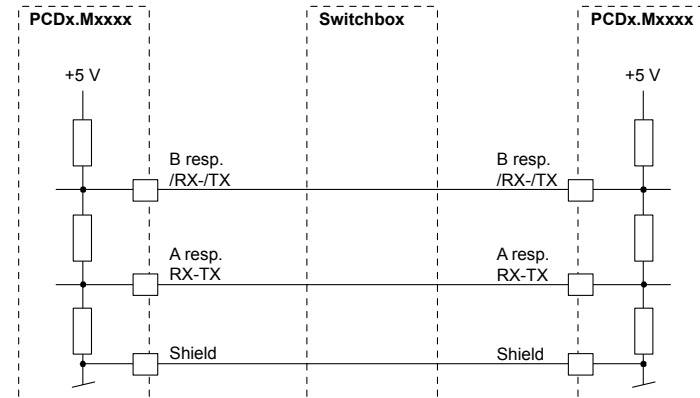 PCDx.Mxxxx
Switchbox
PCDx.Mxxxx
+5 V
+5 V
B resp.
/RX-/TX
B resp.
/RX-/TX
A resp.
RX-TX
A resp.
RX-TX
Shield
Shield